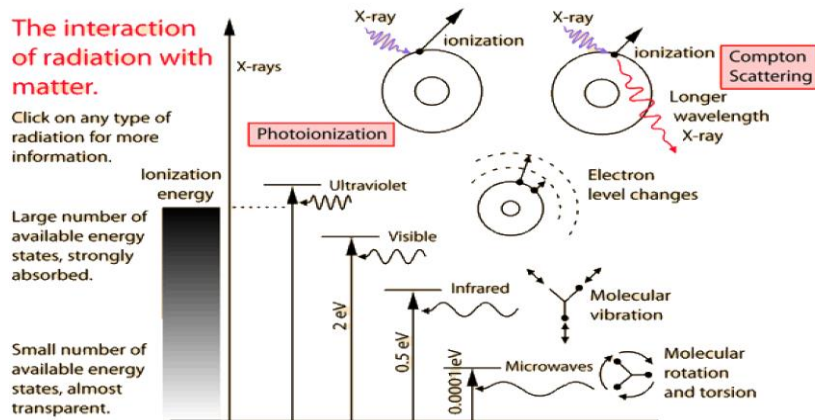 The interaction
of radiation with
matter.
Click on any type of
radiation for more
information.
Ionization
energy
Large number of
available energy
states, strongly
absorbed.
Small number of
available energy
states, almost
transparent.
X-rays
X-ray
ionization
Photoionization
X-ray
ionization
Compton
Scattering
Longer
wavelength
X-ray
Ultraviolet
Electron
level changes
Visible
2 eV
Infrared
0.5 eV
Molecular
vibration
Microwaves
0.0001 eV
Molecular
rotation
and torsion